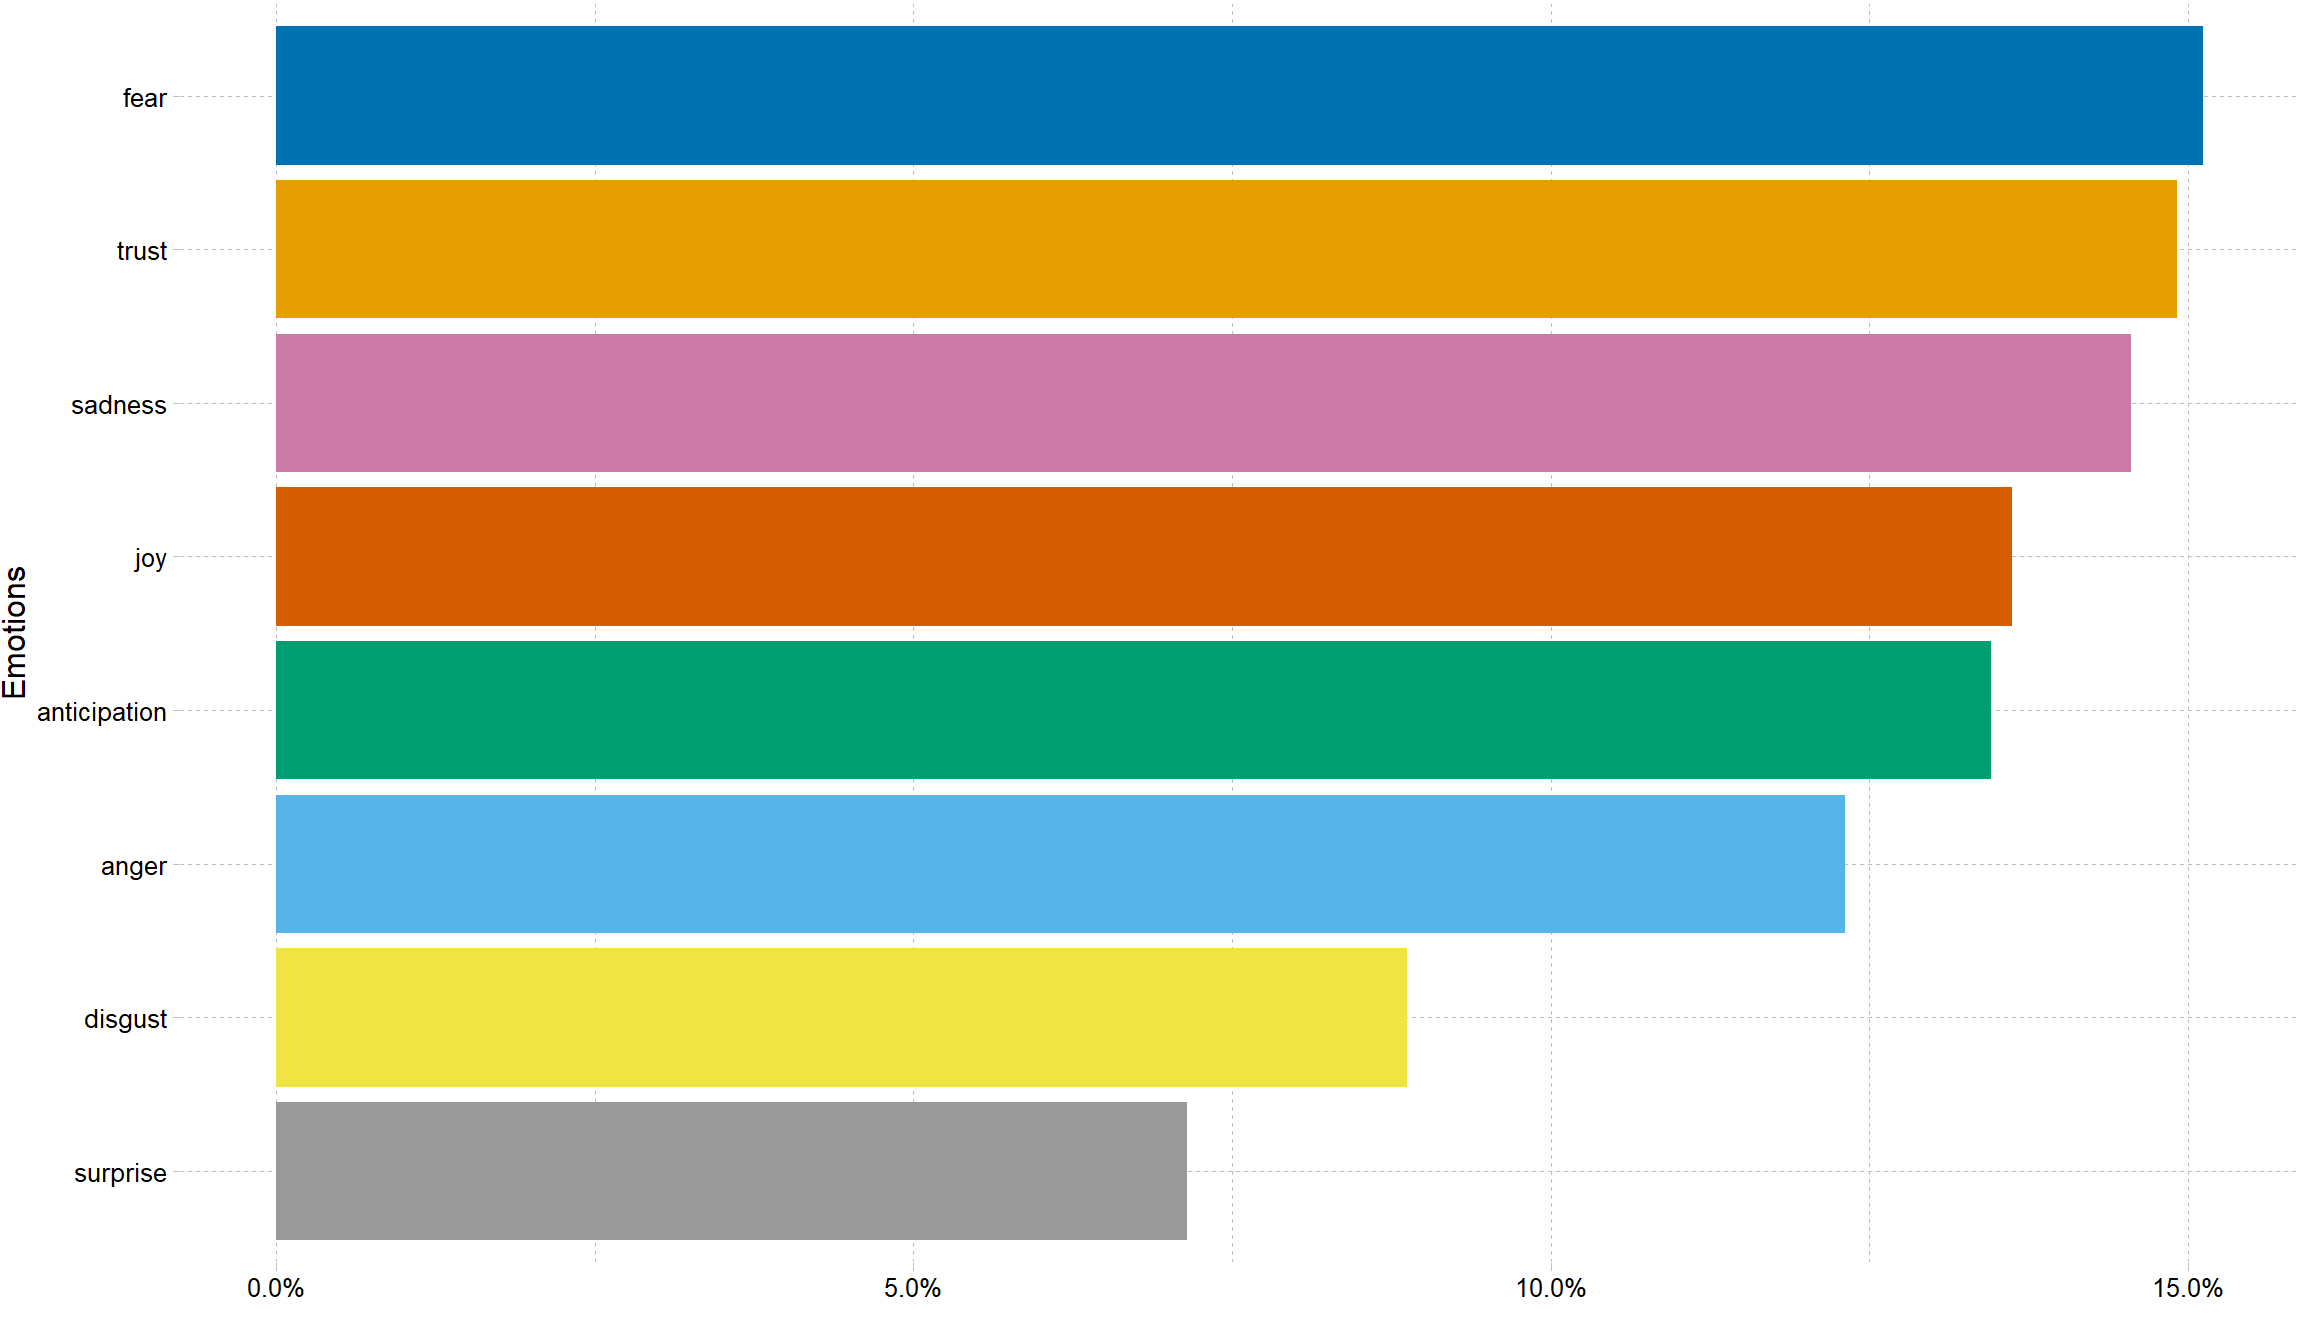 fear
trust
sadness
joy
Emotions
anticipation
anger
disgust
surprise
0.0% 5.0% 10.0% 15.0%